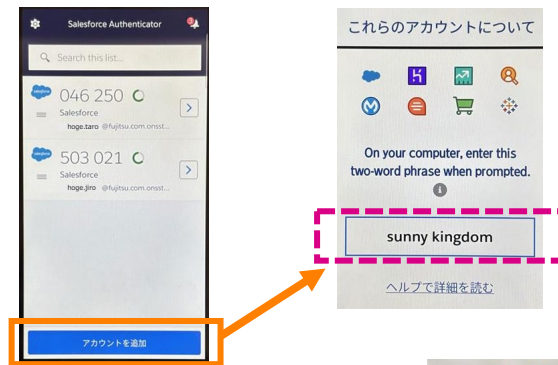 Salesforce Authenticator
Search this list...
046 250
Salesforce
hoge.taro @fujitsu.com.onsst...
503 021
Salesforce
hoge.jiro @fujitsu.com.onsst...
アカウントを追加
これらのアカウントについて
On your computer, enter this
two-word phrase when prompted.
sunny kingdom
ヘルプで詳細を読む